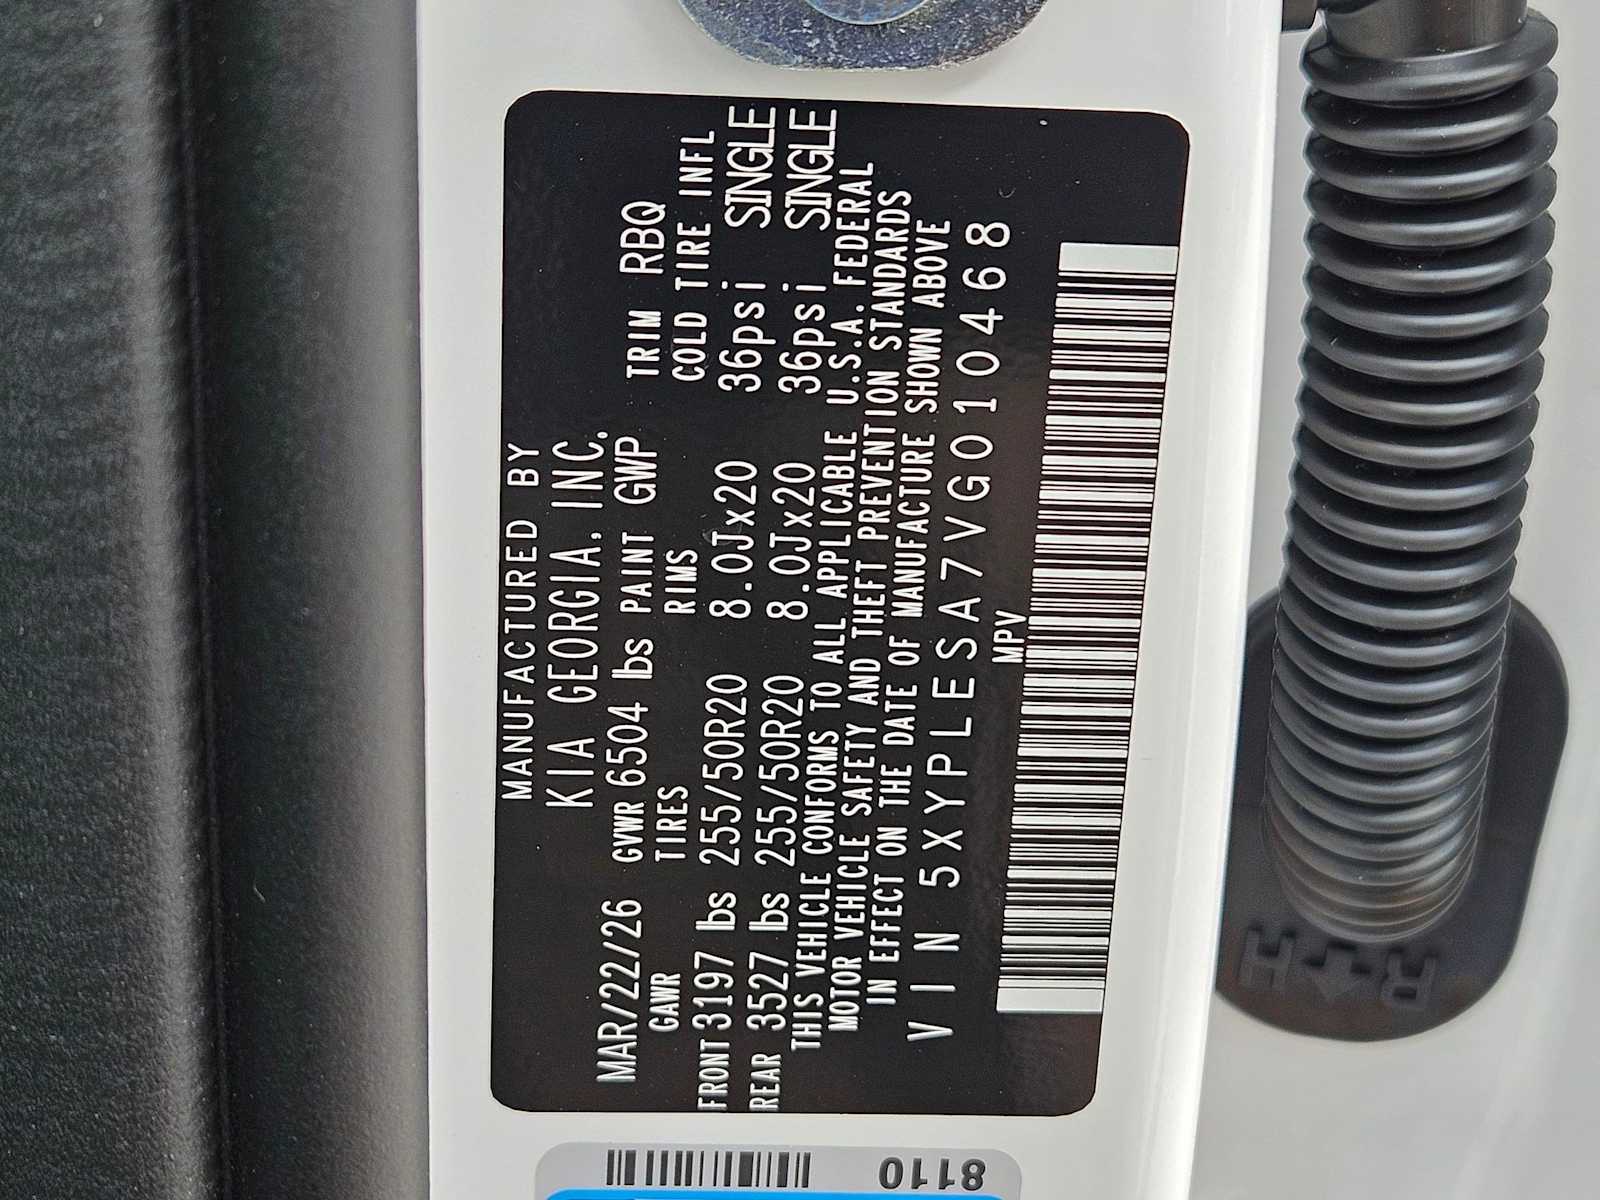 MANUFACTURED BY
KIA GEORGIA, INC.
MAR/22/26 GVWR 6504 lbs PAINT GWP TRIM RBQ
GAWR TIRES RIMS COLD TIRE INFL
FRONT 3197 lbs 255/50R20 8.0Jx20 36psi SINGLE
REAR 3527 lbs 255/50R20 8.0Jx20 36psi SINGLE
THIS VEHICLE CONFORMS TO ALL APPLICABLE U.S.A. FEDERAL
MOTOR VEHICLE SAFETY AND THEFT PREVENTION STANDARDS
IN EFFECT ON THE DATE OF MANUFACTURE SHOWN ABOVE
VIN 5XYPLESA7VG010468
MPV
8110
R→H